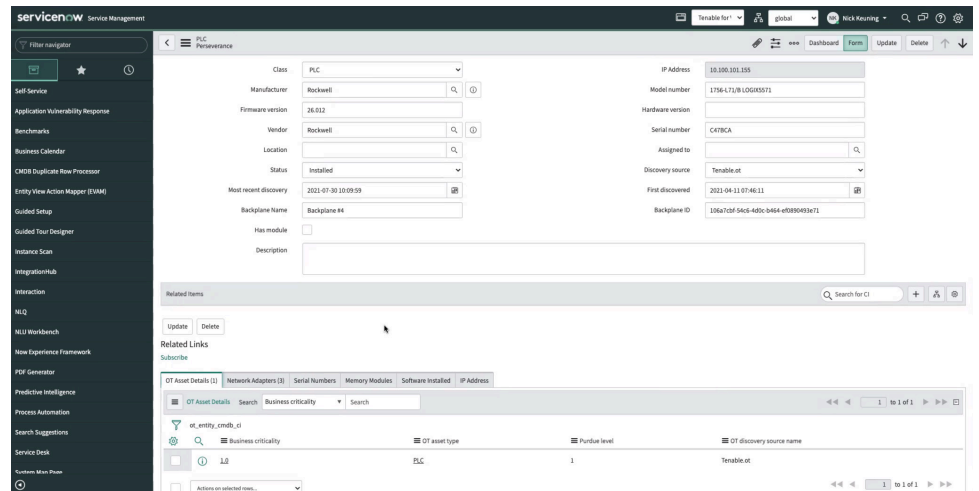 servicenow Service Management
Tenable for
global
NK Nick Keuning
Filter navigator
PLC
Perseverance
Dashboard Form Update Delete
Self-Service
Application Vulnerability Response
Benchmarks
Business Calendar
CMDB Duplicate Row Processor
Entity View Action Mapper (EVAM)
Guided Setup
Guided Tour Designer
Instance Scan
IntegrationHub
Interaction
NLQ
NLU Workbench
Now Experience Framework
PDF Generator
Predictive Intelligence
Process Automation
Search Suggestions
Service Desk
System Map Page
Class PLC
IP Address 10.100.101.155
Manufacturer Rockwell
Model number 1756-L71/B LOGIX5571
Firmware version 26.012
Hardware version
Vendor Rockwell
Serial number C47BCA
Location
Assigned to
Status Installed
Discovery source Tenable.ot
Most recent discovery 2021-07-30 10:09:59
First discovered 2021-04-11 07:46:11
Backplane Name Backplane #4
Backplane ID 106a7cbf-54c6-4d0c-b464-ef0890493e71
Has module
Description
Related Items
Search for CI
Update Delete
Related Links
Subscribe
OT Asset Details (1) Network Adapters (3) Serial Numbers Memory Modules Software Installed IP Address
OT Asset Details Search Business criticality Search
1 to 1 of 1
ot_entity_cmdb_ci
Business criticality OT asset type Purdue level OT discovery source name
1.0 PLC 1 Tenable.ot
Actions on selected rows...
1 to 1 of 1